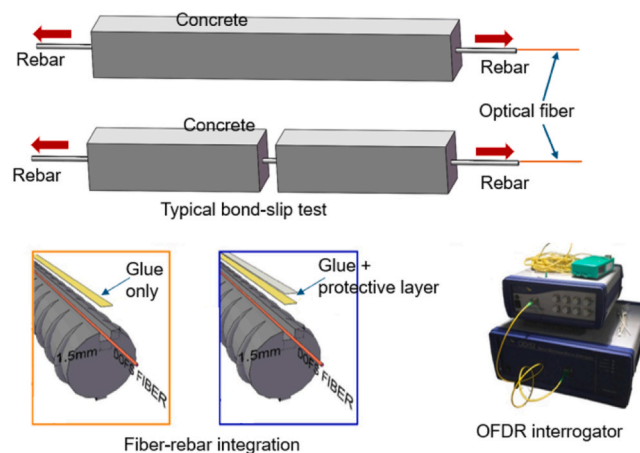 Concrete
Rebar
Rebar
Optical fiber
Concrete
Rebar
Rebar
Typical bond-slip test
Glue
only
1.5mm
DOFS FIBER
Glue +
protective layer
1.5mm
DOFS FIBER
Fiber-rebar integration
OFDR interrogator